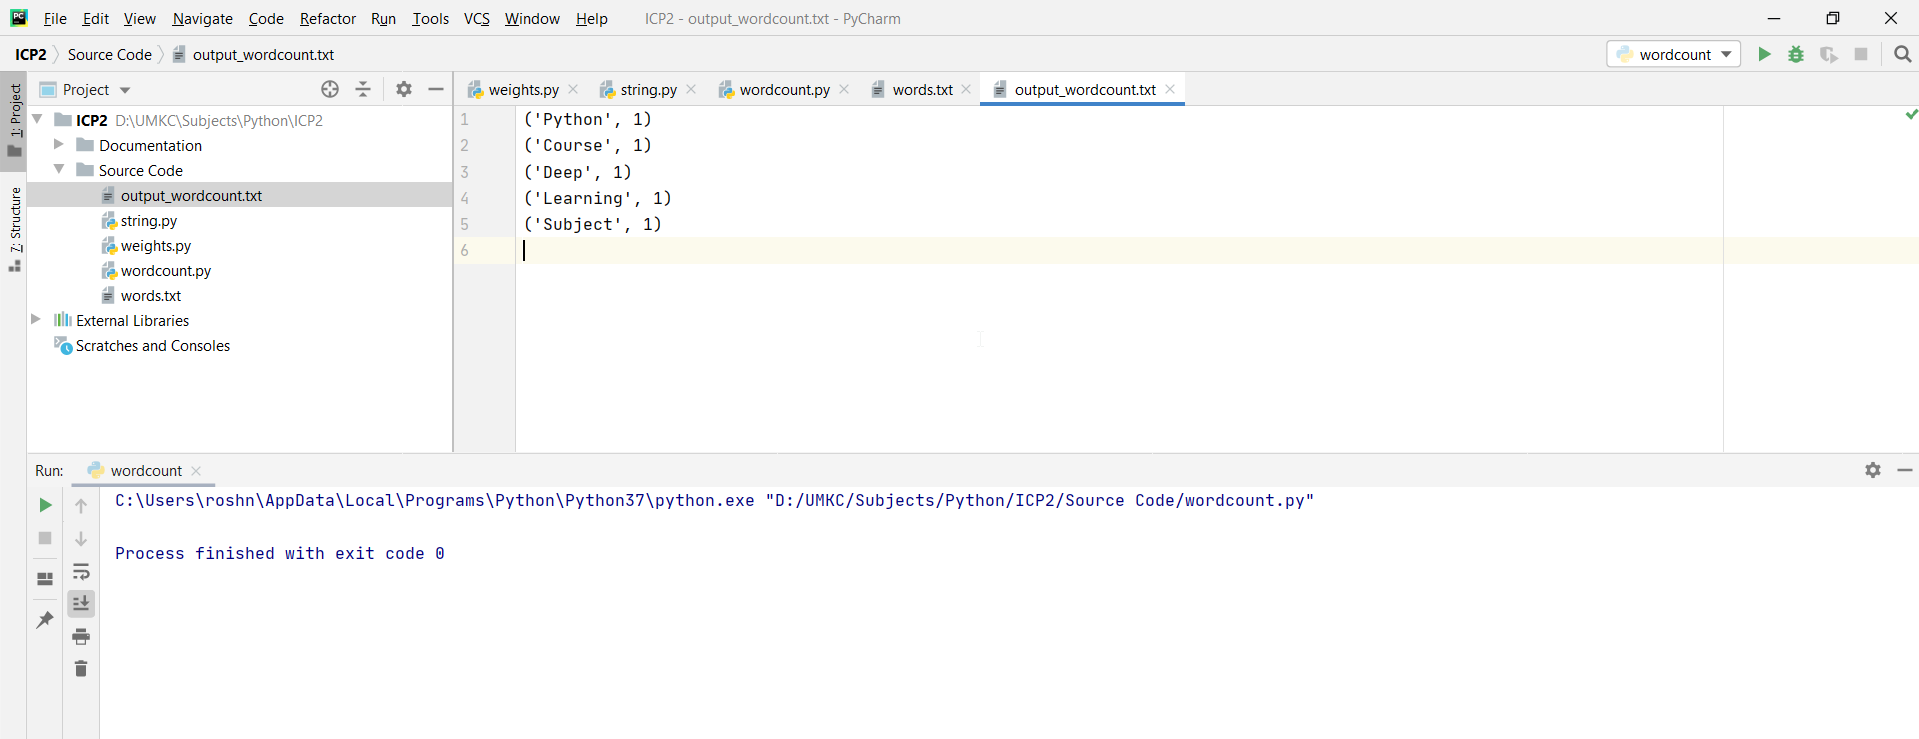 File Edit View Navigate Code Refactor Run Tools VCS Window Help ICP2 - output_wordcount.txt - PyCharm
ICP2 Source Code output_wordcount.txt wordcount
1: Project
7: Structure
Project
ICP2 D:\UMKC\Subjects\Python\ICP2
Documentation
Source Code
output_wordcount.txt
string.py
weights.py
wordcount.py
words.txt
External Libraries
Scratches and Consoles
weights.py string.py wordcount.py words.txt output_wordcount.txt
1 ('Python', 1)
2 ('Course', 1)
3 ('Deep', 1)
4 ('Learning', 1)
5 ('Subject', 1)
6
Run: wordcount
C:\Users\roshn\AppData\Local\Programs\Python\Python37\python.exe "D:/UMKC/Subjects/Python/ICP2/Source Code/wordcount.py"
Process finished with exit code 0